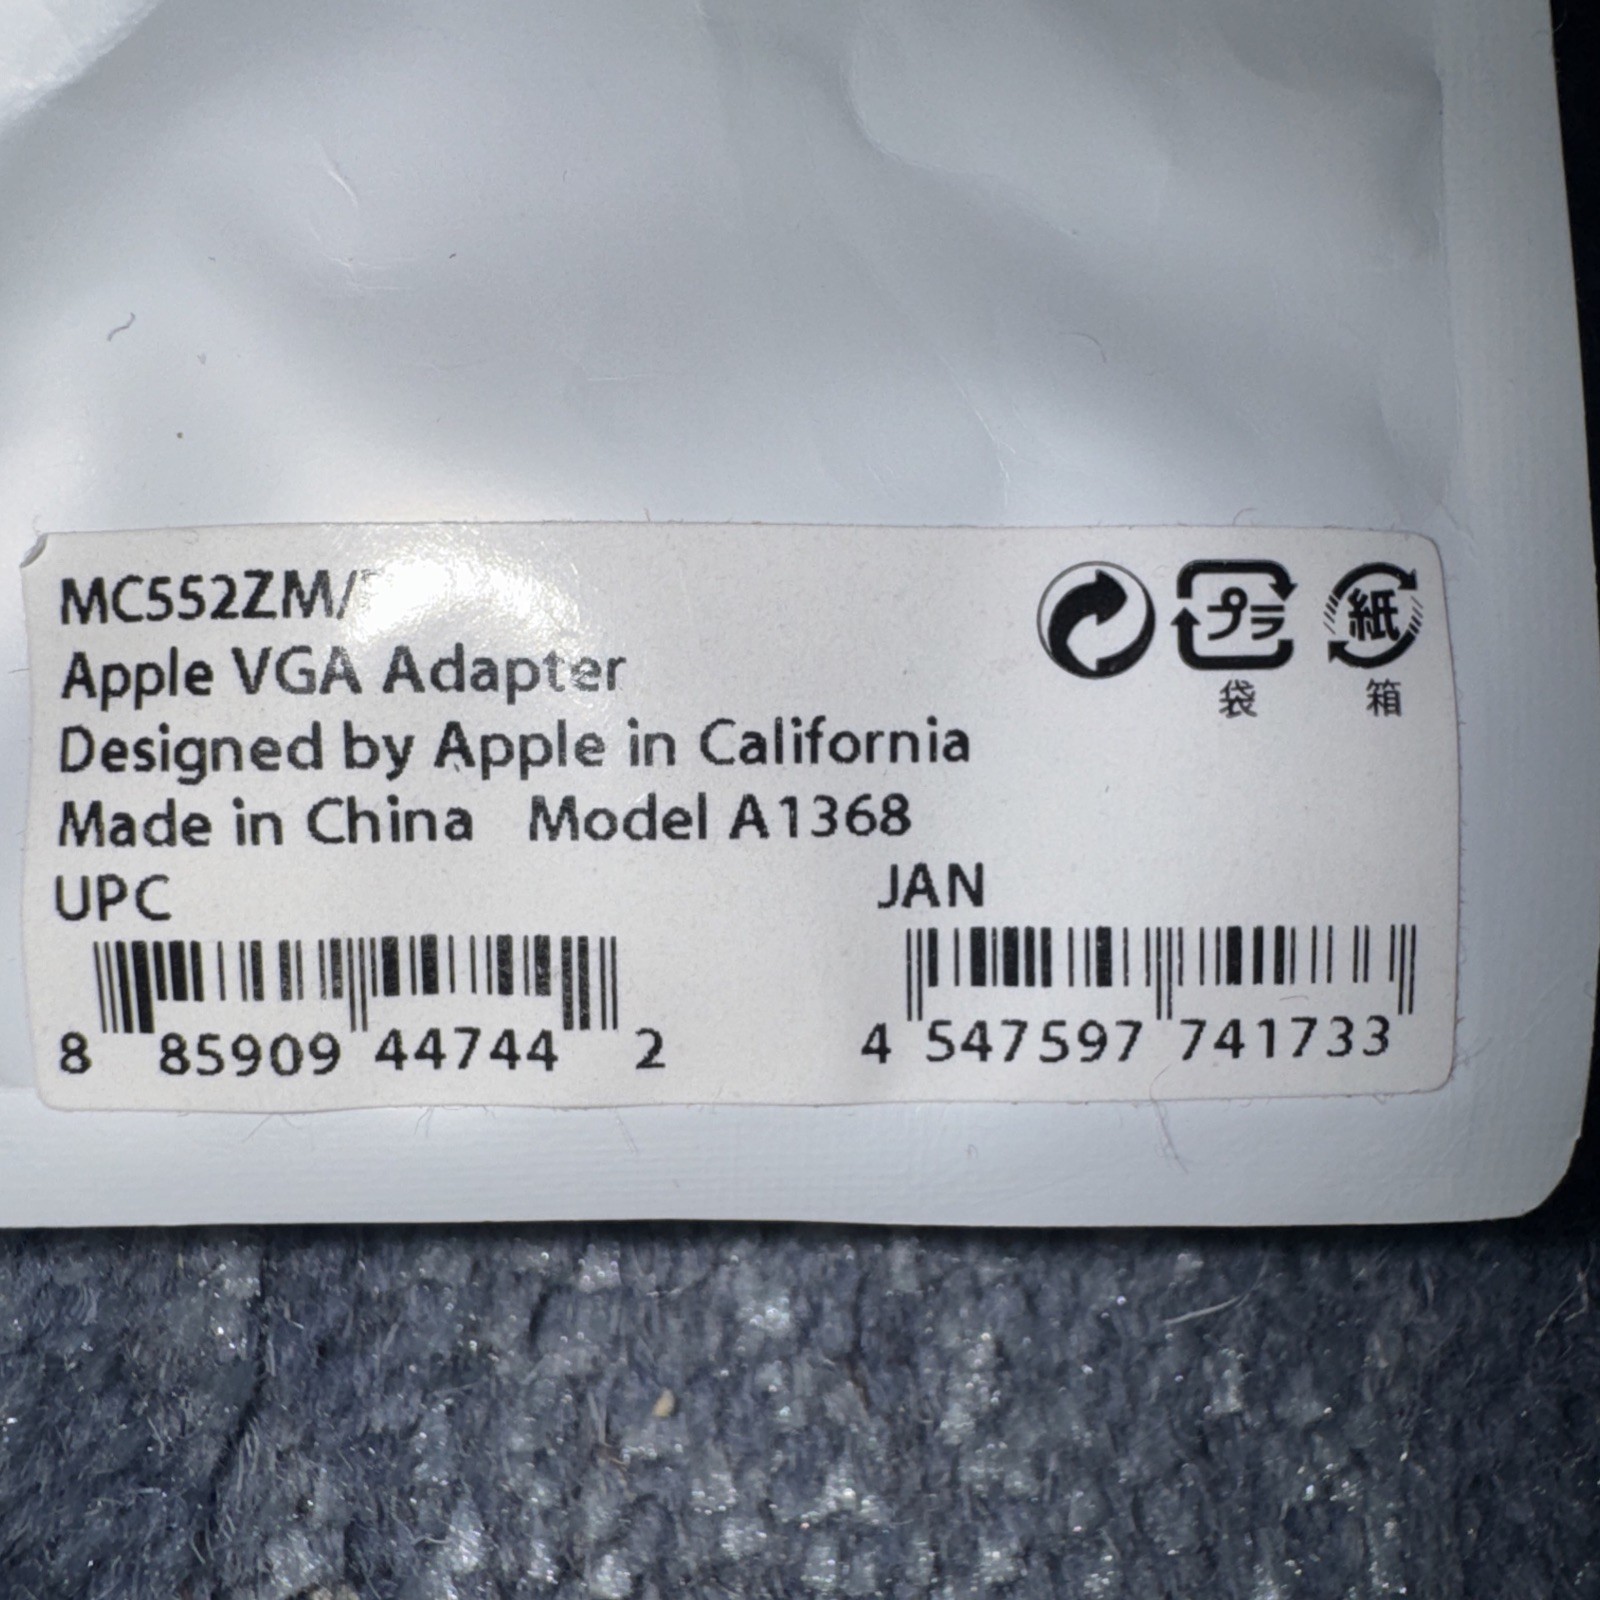 MC552ZM/
Apple VGA Adapter
Designed by Apple in California
Made in China Model A1368
プラ
袋
紙
箱
UPC
JAN
8 85909 44744 2
4 547597 741733